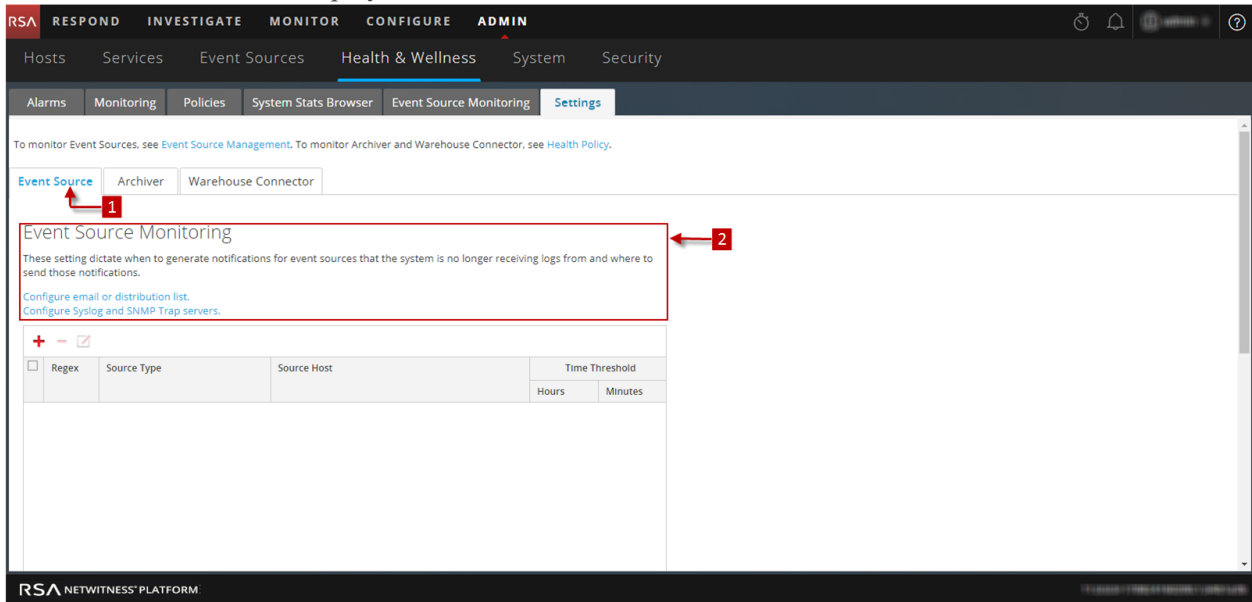 RSA RESPOND INVESTIGATE MONITOR CONFIGURE ADMIN
Hosts Services Event Sources Health & Wellness System Security
Alarms Monitoring Policies System Stats Browser Event Source Monitoring Settings
To monitor Event Sources, see Event Source Management. To monitor Archiver and Warehouse Connector, see Health Policy.
Event Source Archiver Warehouse Connector
1
Event Source Monitoring
2
These setting dictate when to generate notifications for event sources that the system is no longer receiving logs from and where to
send those notifications.
Configure email or distribution list.
Configure Syslog and SNMP Trap servers.
Regex Source Type Source Host Time Threshold
Hours Minutes
RSA NETWITNESS® PLATFORM